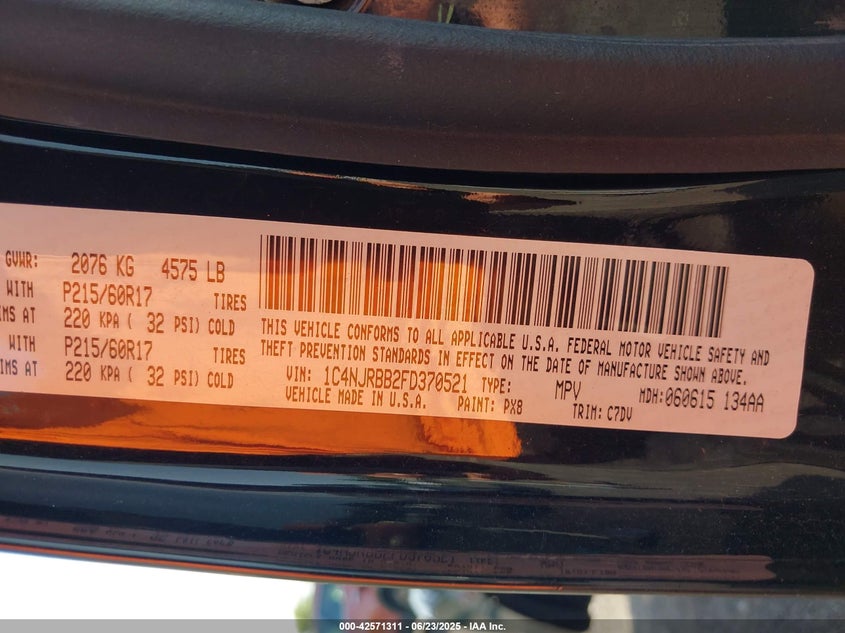 GVWR: 2076 KG 4575 LB
WITH P215/60R17 TIRES
IMS AT 220 KPA ( 32 PSI) COLD
WITH P215/60R17 TIRES
IMS AT 220 KPA ( 32 PSI) COLD
THIS VEHICLE CONFORMS TO ALL APPLICABLE U.S.A. FEDERAL MOTOR VEHICLE SAFETY AND
THEFT PREVENTION STANDARDS IN EFFECT ON THE DATE OF MANUFACTURE SHOWN ABOVE.
VIN: 1C4NJRBB2FD370521 TYPE: MPV MDH:060615 134AA
VEHICLE MADE IN U.S.A. PAINT: PX8 TRIM: C7DV
000-42571311 - 06/23/2025 - IAA Inc.